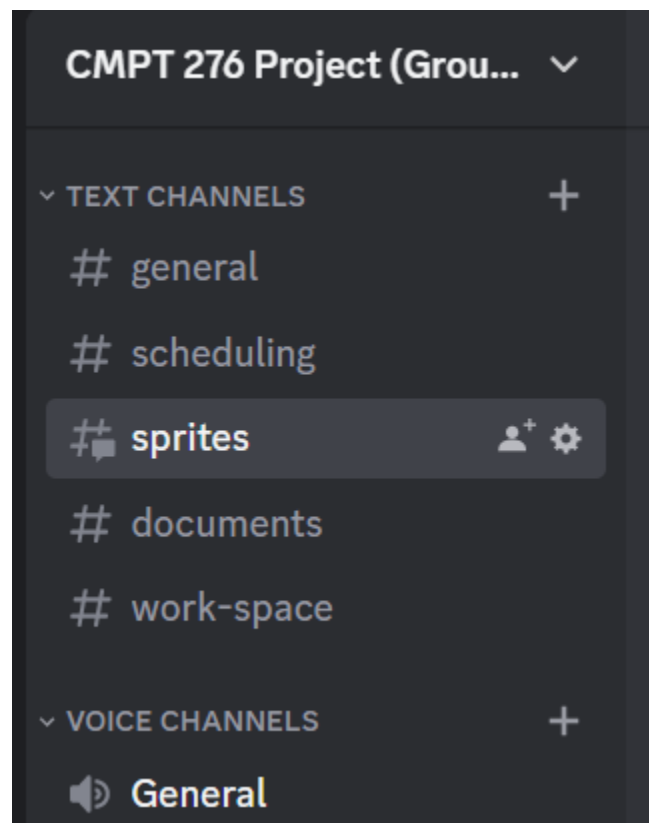 CMPT 276 Project (Grou...
TEXT CHANNELS
general
scheduling
sprites
documents
work-space
VOICE CHANNELS
General